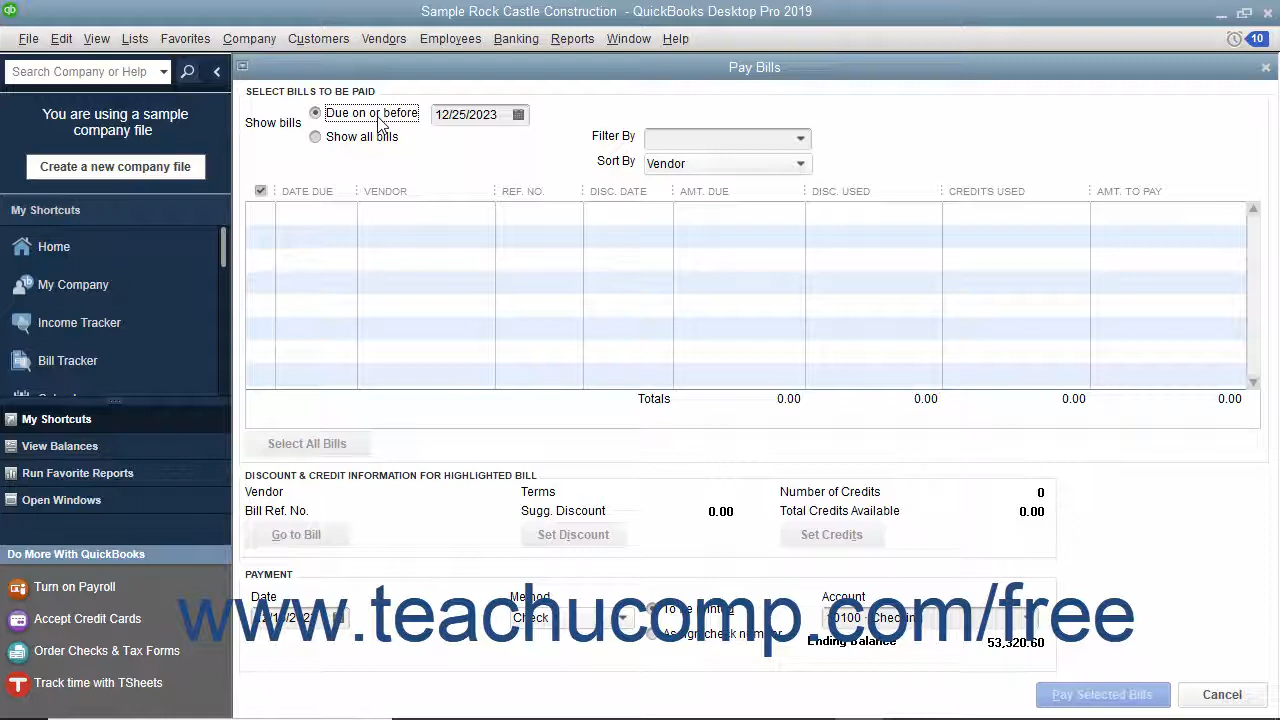 Sample Rock Castle Construction - QuickBooks Desktop Pro 2019
File Edit View Lists Favorites Company Customers Vendors Employees Banking Reports Window Help
10
Search Company or Help
You are using a sample
company file
Create a new company file
My Shortcuts
Home
My Company
Income Tracker
Bill Tracker
My Shortcuts
View Balances
Run Favorite Reports
Open Windows
Do More With QuickBooks
Turn on Payroll
Accept Credit Cards
Order Checks & Tax Forms
Track time with TSheets
Pay Bills
SELECT BILLS TO BE PAID
Show bills
Due on or before 12/25/2023
Show all bills
Filter By
Sort By Vendor
DATE DUE VENDOR REF. NO. DISC. DATE AMT. DUE DISC. USED CREDITS USED AMT. TO PAY
Totals 0.00 0.00 0.00 0.00
Select All Bills
DISCOUNT & CREDIT INFORMATION FOR HIGHLIGHTED BILL
Vendor Terms Number of Credits 0
Bill Ref. No. Sugg. Discount 0.00 Total Credits Available 0.00
Go to Bill Set Discount Set Credits
PAYMENT
Date Method Account
Check To be printed 10100 · Checking
Assign check number
Ending Balance 53,320.60
www.teachucomp.com/free
Pay Selected Bills Cancel